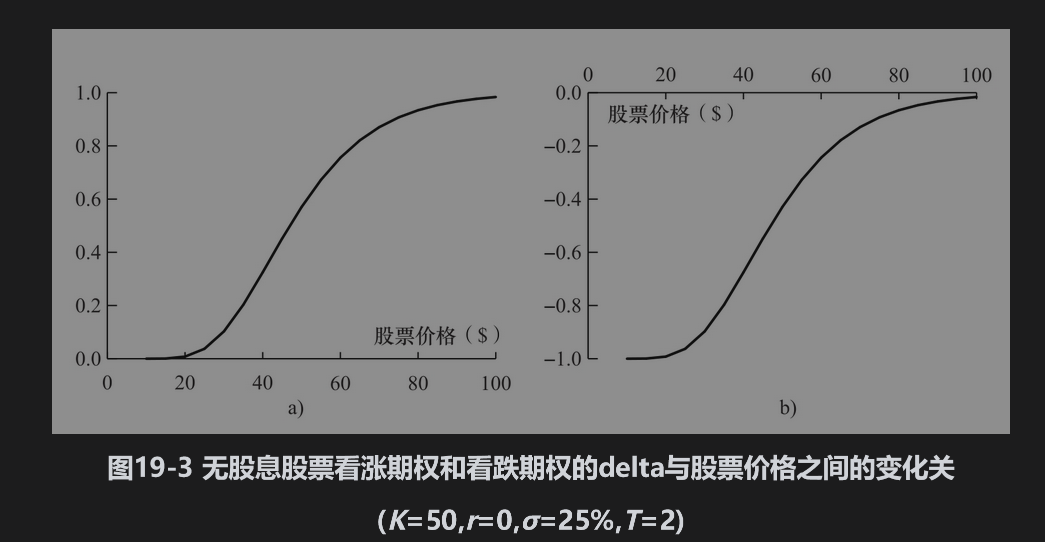 0 20 40 60 80 100
1.0 0.0
股票价格（$）
0.8 −0.2
0.6 −0.4
0.4 −0.6
0.2 −0.8
股票价格（$）
0.0 −1.0
0 20 40 60 80 100
a) b)
图19-3 无股息股票看涨期权和看跌期权的delta与股票价格之间的变化关
(K=50,r=0,σ=25%,T=2)